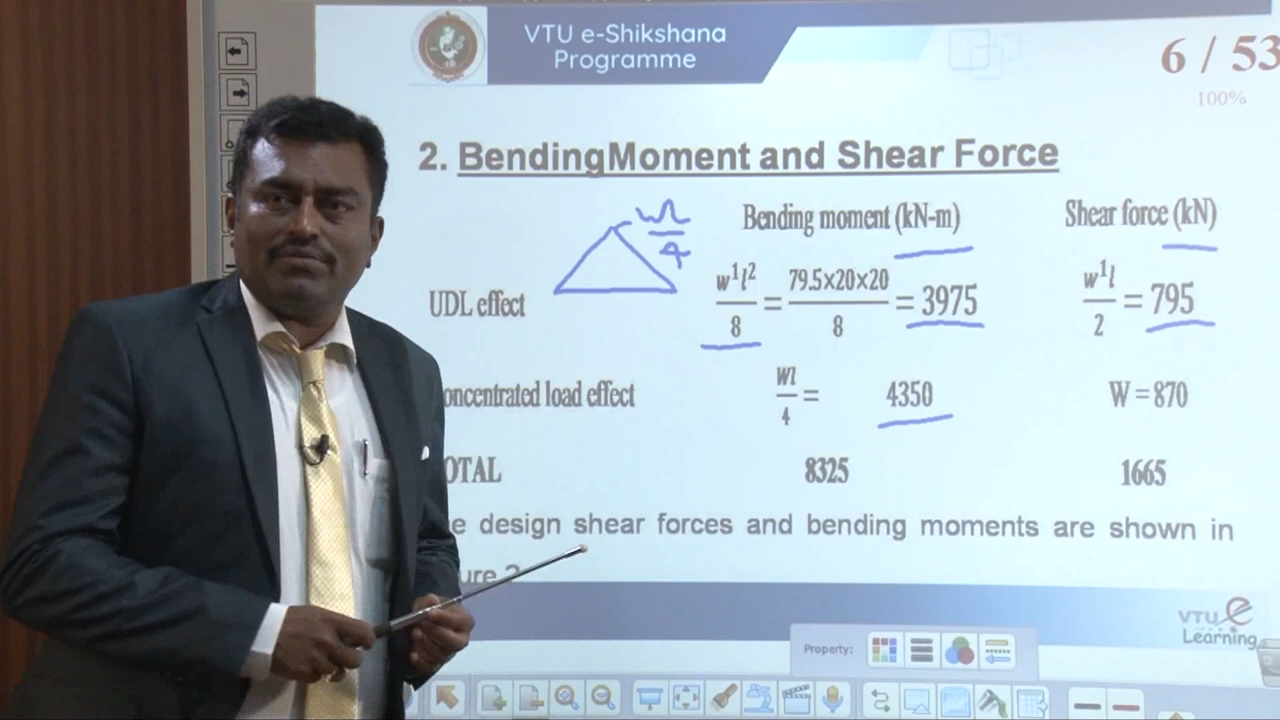 VTU e-Shikshana
Programme
6 / 53
100%
2. Bending Moment and Shear Force
wl
4
Bending moment (kN-m)
Shear force (kN)
UDL effect
w¹l²/8 = 79.5×20×20/8 = 3975
w¹l/2 = 795
oncentrated load effect
Wl/4 = 4350
W = 870
OTAL
8325
1665
e design shear forces and bending moments are shown in
ure 2
VTU e
Learning
Property: